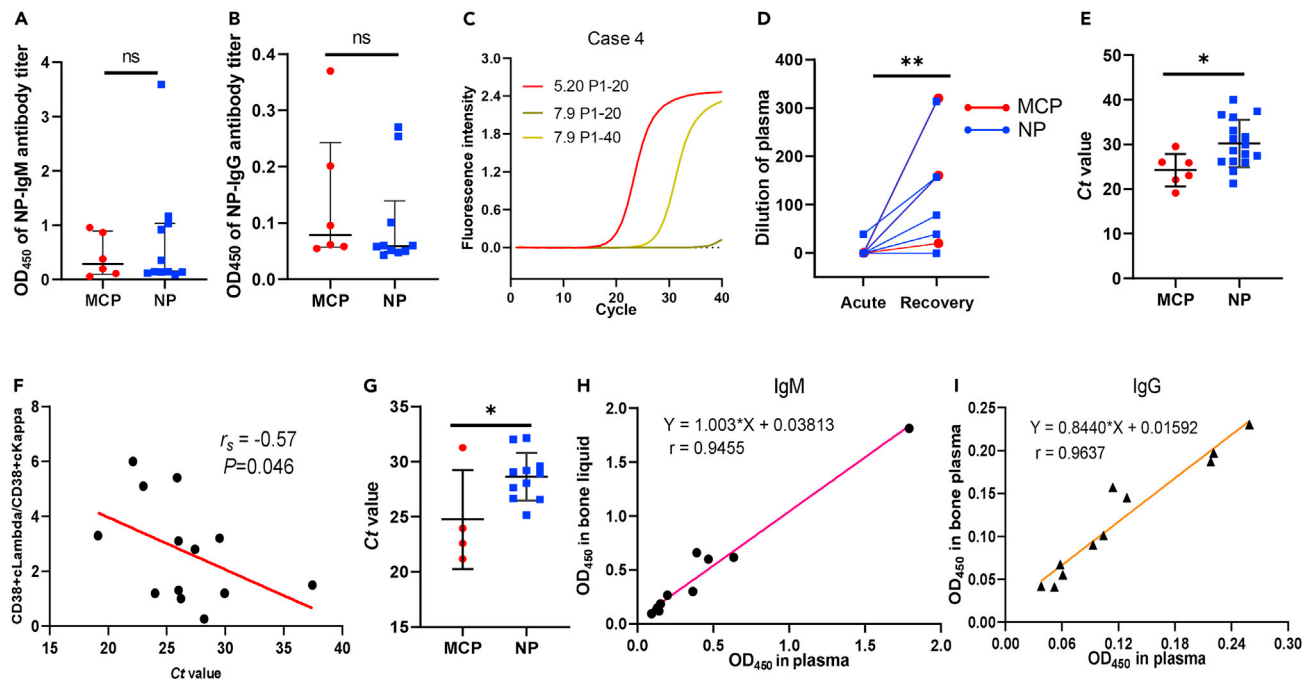 A
ns
OD450 of NP-IgM antibody titer
4
3
2
1
0
MCP NP
B
ns
OD450 of NP-IgG antibody titer
0.4
0.3
0.2
0.1
0.0
MCP NP
C
Case 4
Fluorescence intensity
3.0
2.4
1.8
1.2
0.6
0.0
5.20 P1-20
7.9 P1-20
7.9 P1-40
0 10 20 30 40
Cycle
D
**
Dilution of plasma
400
300
200
100
0
Acute Recovery
MCP
NP
E
*
Ct value
50
40
30
20
10
0
MCP NP
F
CD38+cLambda/CD38+cKappa
8
6
4
2
0
rs = -0.57
P=0.046
15 20 25 30 35 40
Ct value
G
*
Ct value
35
30
25
20
15
MCP NP
H
IgM
Y = 1.003*X + 0.03813
r = 0.9455
OD450 in bone liquid
2.0
1.5
1.0
0.5
0.0
0.0 0.5 1.0 1.5 2.0
OD450 in plasma
I
IgG
Y = 0.8440*X + 0.01592
r = 0.9637
OD450 in bone plasma
0.25
0.20
0.15
0.10
0.05
0.00
0.00 0.06 0.12 0.18 0.24 0.30
OD450 in plasma